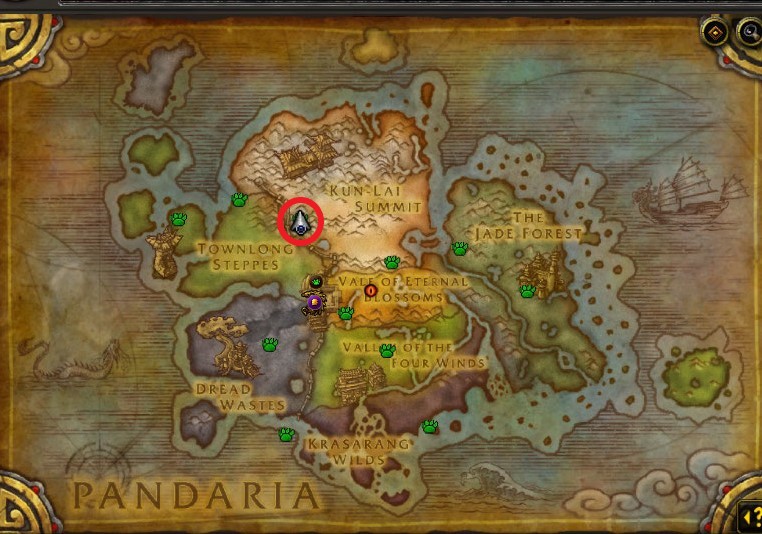 KUN-LAI
SUMMIT
THE
JADE FOREST
TOWNLONG
STEPPES
VALE OF ETERNAL
BLOSSOMS
VALLEY OF THE
FOUR WINDS
DREAD
WASTES
KRASARANG
WILDS
PANDARIA
?